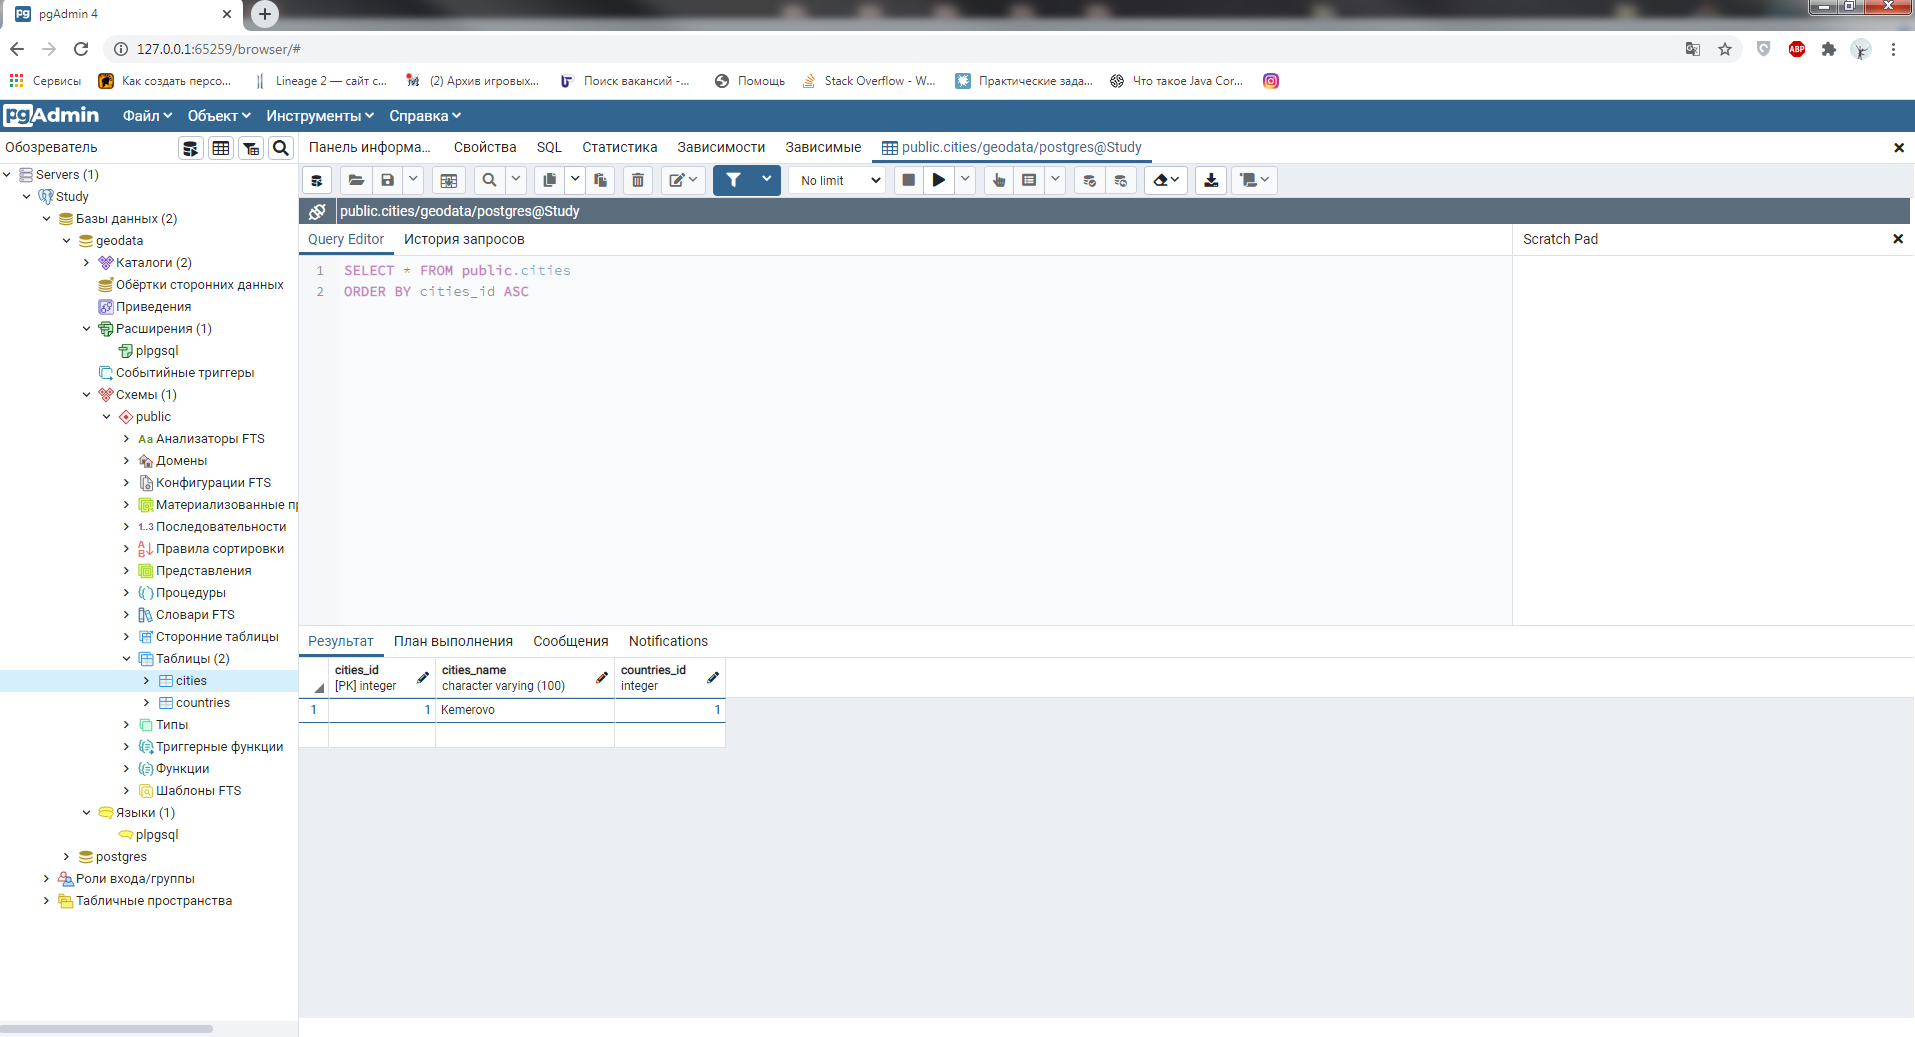 pgAdmin 4
127.0.0.1:65259/browser/#
ABP
Сервисы
Как создать персо...
Lineage 2 — сайт с...
(2) Архив игровых...
Поиск вакансий -...
Помощь
Stack Overflow - W...
Практические зада...
Что такое Java Cor...
pgAdmin
Файл
Объект
Инструменты
Справка
Обозреватель
Панель информа...
Свойства
SQL
Статистика
Зависимости
Зависимые
public.cities/geodata/postgres@Study
No limit
public.cities/geodata/postgres@Study
Query Editor
История запросов
Scratch Pad
1 SELECT * FROM public.cities
2 ORDER BY cities_id ASC
Servers (1)
Study
Базы данных (2)
geodata
Каталоги (2)
Обёртки сторонних данных
Приведения
Расширения (1)
plpgsql
Событийные триггеры
Схемы (1)
public
Aa Анализаторы FTS
Домены
Конфигурации FTS
Материализованные пр
1..3 Последовательности
Правила сортировки
Представления
Процедуры
Словари FTS
Сторонние таблицы
Таблицы (2)
cities
countries
Типы
Триггерные функции
Функции
Шаблоны FTS
Языки (1)
plpgsql
postgres
Роли входа/группы
Табличные пространства
Результат
План выполнения
Сообщения
Notifications
cities_id
[PK] integer
cities_name
character varying (100)
countries_id
integer
1 1 Kemerovo 1